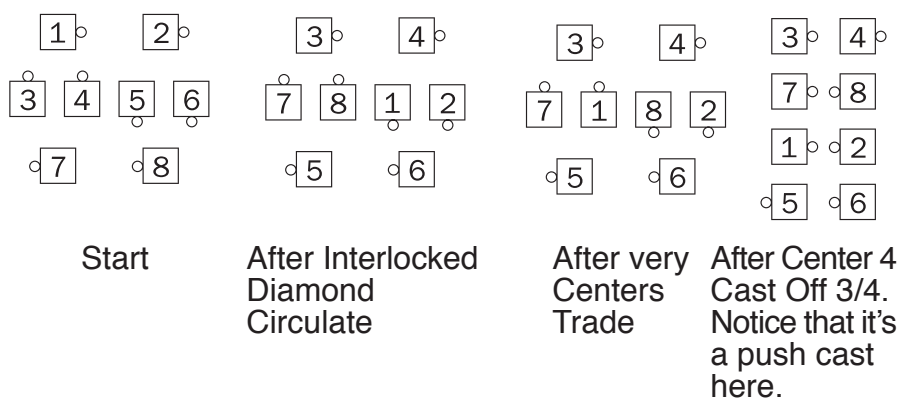 1 2 3 4 3 4 3 4
3 4 5 6 7 8 1 2 7 1 8 2 7 8
1 2
7 8 5 6 5 6 5 6
Start
After Interlocked
Diamond
Circulate
After very
Centers
Trade
After Center 4
Cast Off 3/4.
Notice that it's
a push cast
here.